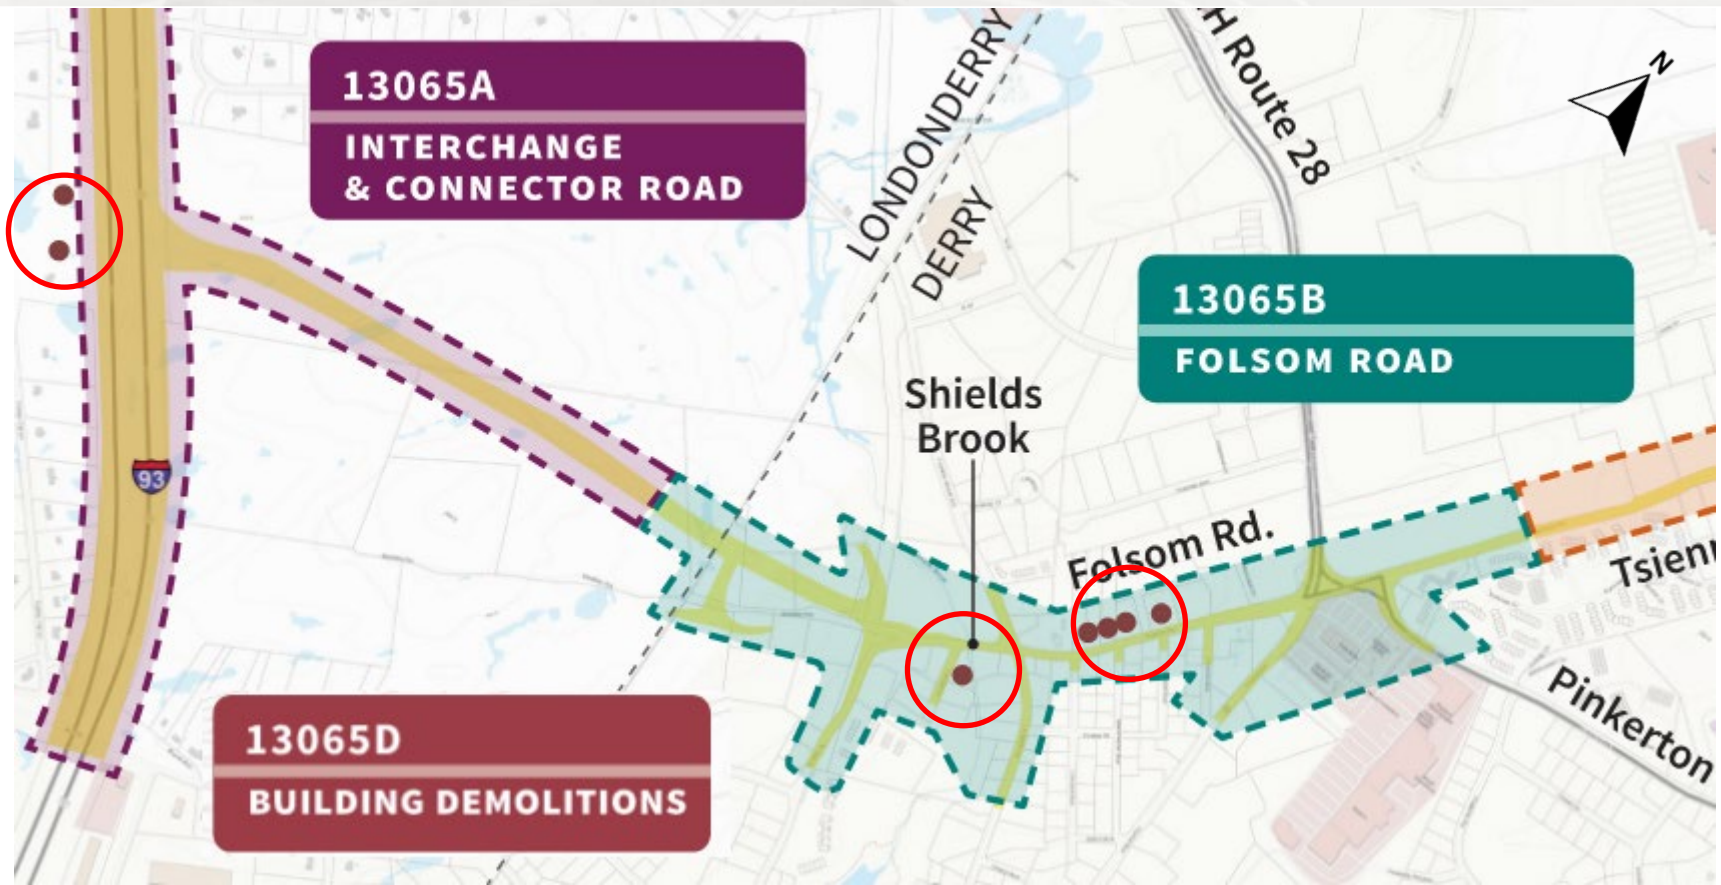 13065A
INTERCHANGE
& CONNECTOR ROAD
LONDONDERRY
DERRY
Route 28
N
13065B
FOLSOM ROAD
Shields
Brook
93
Folsom Rd.
Pinkerton
13065D
BUILDING DEMOLITIONS